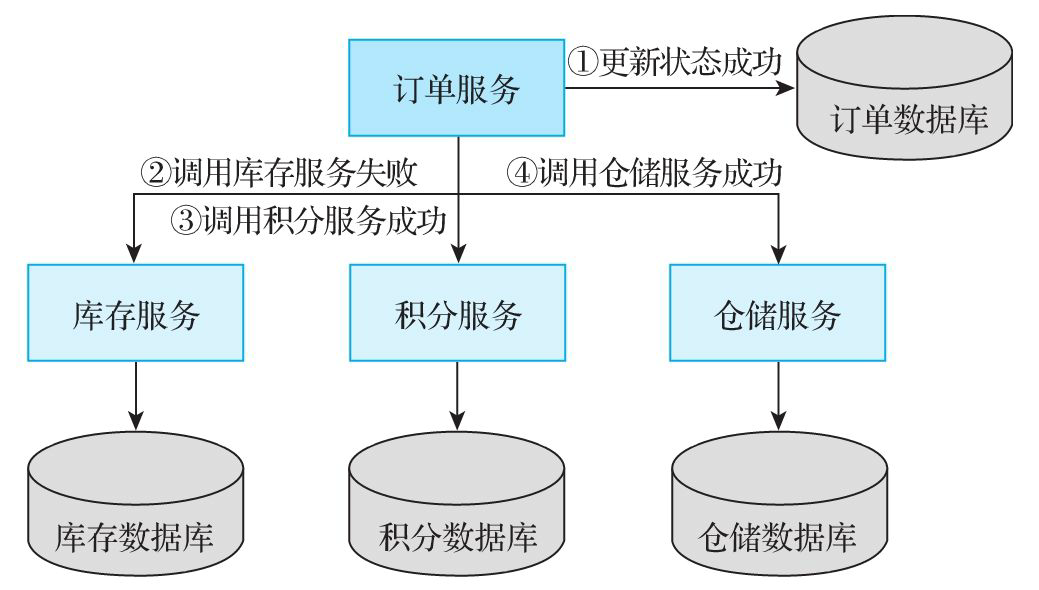 订单服务
①更新状态成功
订单数据库
②调用库存服务失败
④调用仓储服务成功
③调用积分服务成功
库存服务
积分服务
仓储服务
库存数据库
积分数据库
仓储数据库